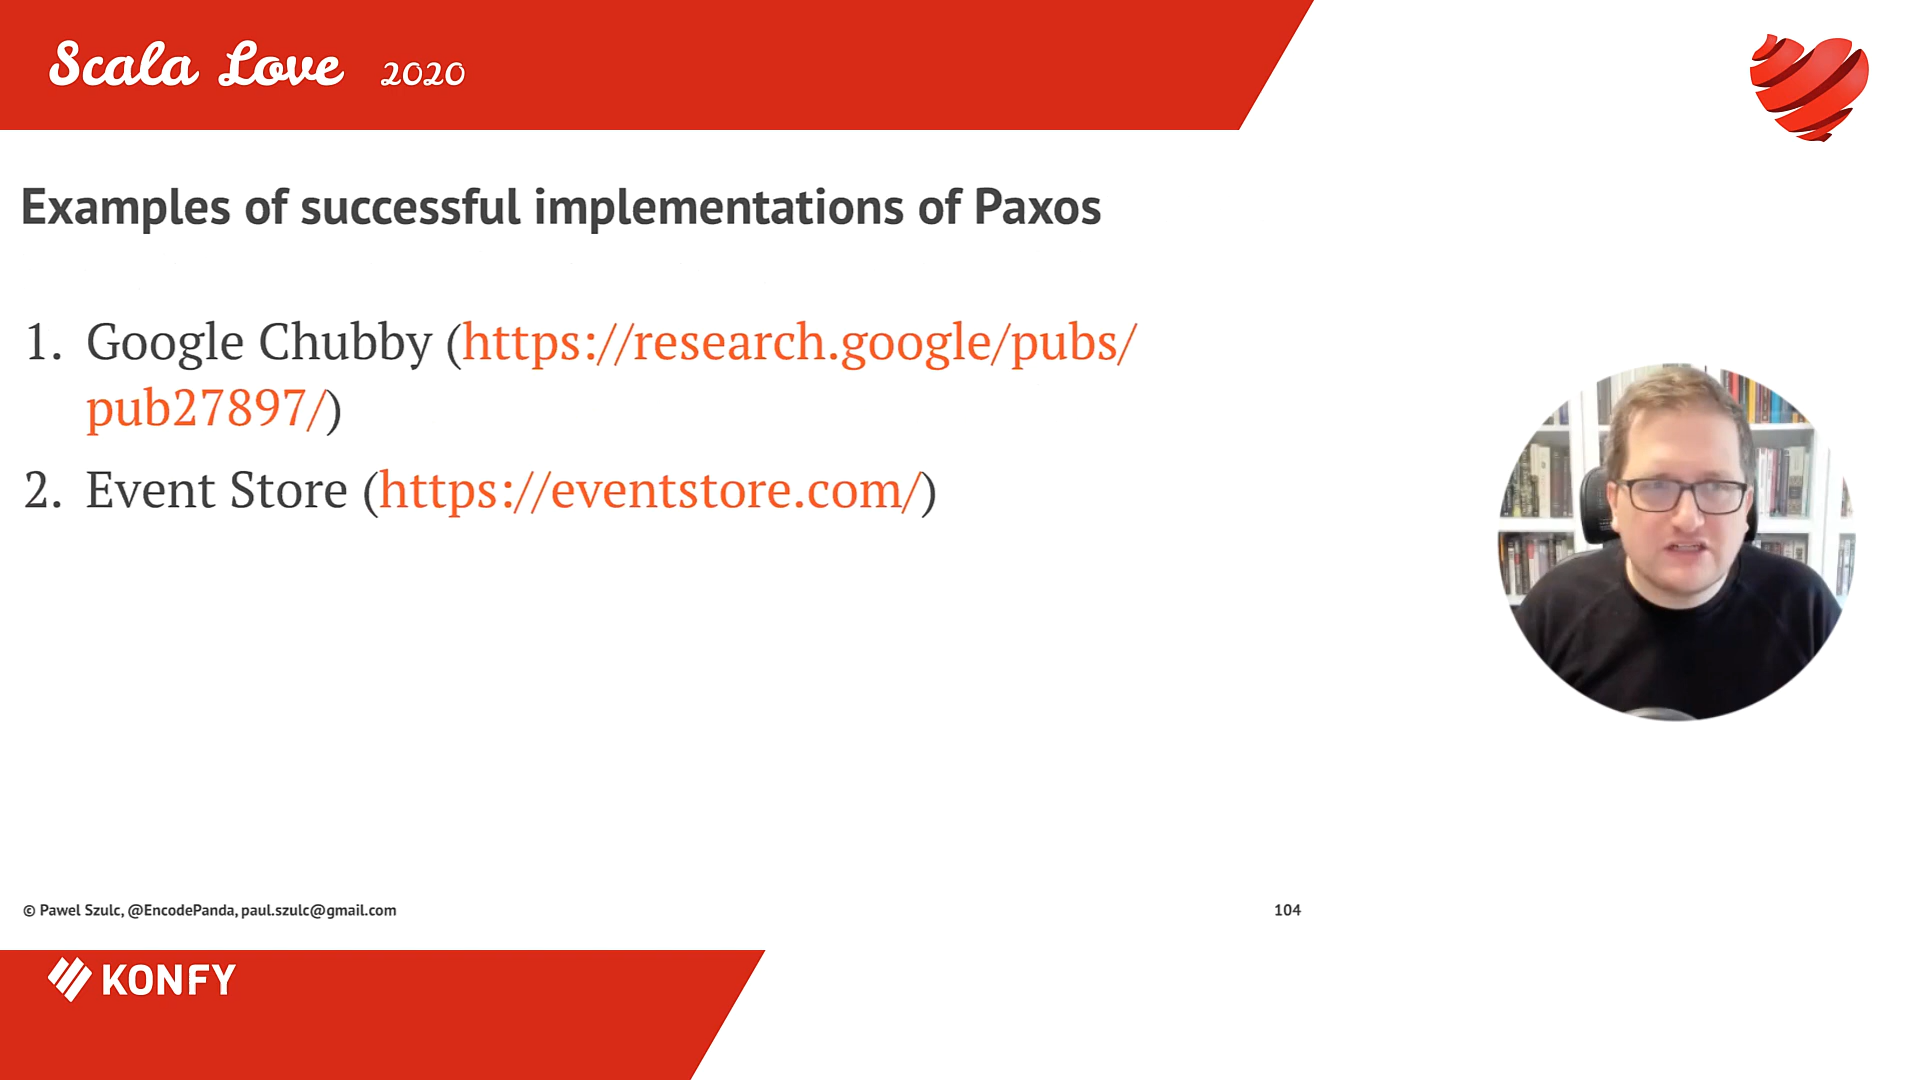 Scala Love 2020
Examples of successful implementations of Paxos
1. Google Chubby (https://research.google/pubs/
pub27897/)
2. Event Store (https://eventstore.com/)
© Pawel Szulc, @EncodePanda, paul.szulc@gmail.com
104
KONFY